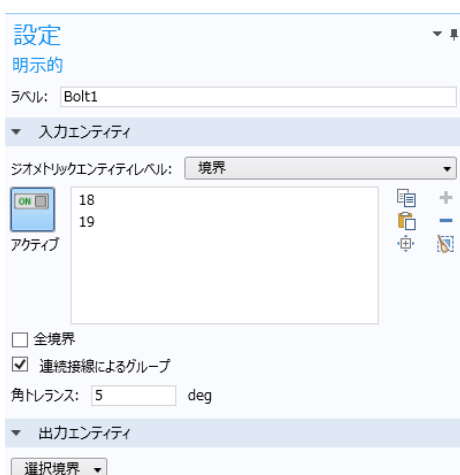 設定
明示的
ラベル: Bolt1
入力エンティティ
ジオメトリックエンティティレベル: 境界
ON
18
19
アクティブ
全境界
連続接線によるグループ
角トレランス: 5 deg
出力エンティティ
選択境界